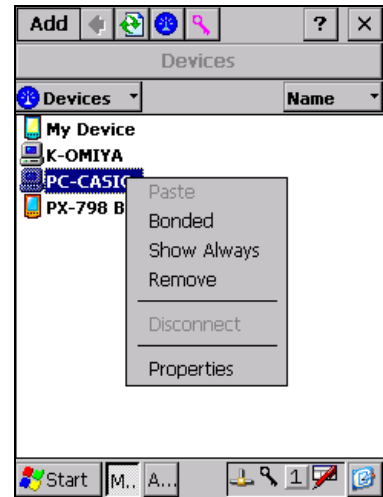 Add ? ×
Devices
Devices Name
My Device
K-OMIYA
PC-CASIO
Paste
PX-798 B
Bonded
Show Always
Remove
Disconnect
Properties
Start M.. A... 1